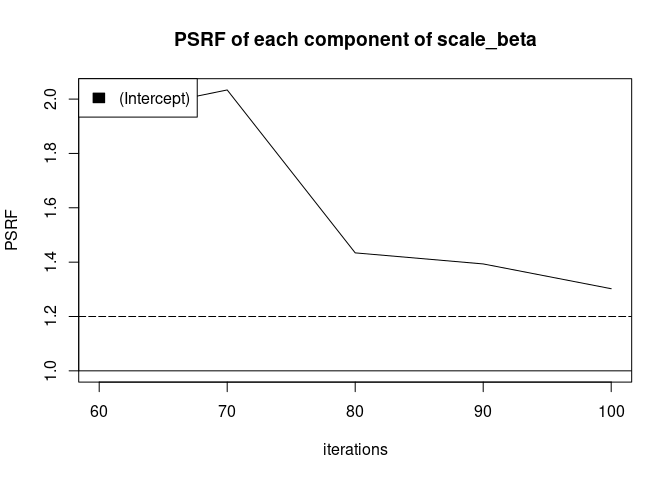 PSRF of each component of scale_beta
(Intercept)
PSRF
2.0
1.8
1.6
1.4
1.2
1.0
60 70 80 90 100
iterations